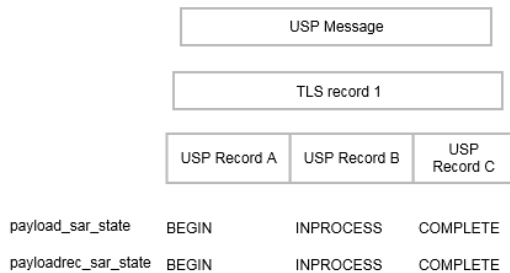 USP Message
TLS record 1
USP Record A USP Record B USP Record C
payload_sar_state BEGIN INPROCESS COMPLETE
payloadrec_sar_state BEGIN INPROCESS COMPLETE